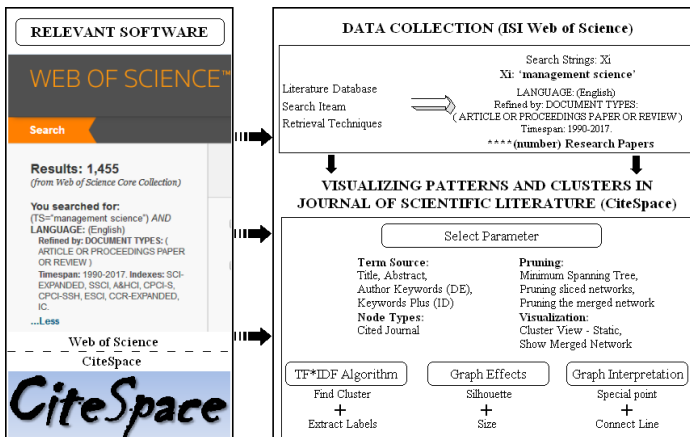 RELEVANT SOFTWARE
WEB OF SCIENCE™
Search
Results: 1,455
(from Web of Science Core Collection)
You searched for:
(TS="management science") AND
LANGUAGE: (English)
Refined by: DOCUMENT TYPES: (
ARTICLE OR PROCEEDINGS PAPER
OR REVIEW )
Timespan: 1990-2017. Indexes: SCI-
EXPANDED, SSCI, A&HCI, CPCI-S,
CPCI-SSH, ESCI, CCR-EXPANDED,
IC.
...Less
Web of Science
CiteSpace
CiteSpace
DATA COLLECTION (ISI Web of Science)
Literature Database
Search Iteam
Retrieval Techniques
Search Strings: Xi
Xi: ‘management science’
LANGUAGE: (English)
Refined by: DOCUMENT TYPES:
( ARTICLE OR PROCEEDINGS PAPER OR REVIEW )
Timespan: 1990-2017.
****(number) Research Papers
VISUALIZING PATTERNS AND CLUSTERS IN
JOURNAL OF SCIENTIFIC LITERATURE (CiteSpace)
Select Parameter
Term Source:
Title, Abstract,
Author Keywords (DE),
Keywords Plus (ID)
Node Types:
Cited Journal
Pruning:
Minimum Spanning Tree,
Pruning sliced networks,
Pruning the merged network
Visualization:
Cluster View - Static,
Show Merged Network
TF*IDF Algorithm
Find Cluster
+
Extract Labels
Graph Effects
Silhouette
+
Size
Graph Interpretation
Special point
+
Connect Line